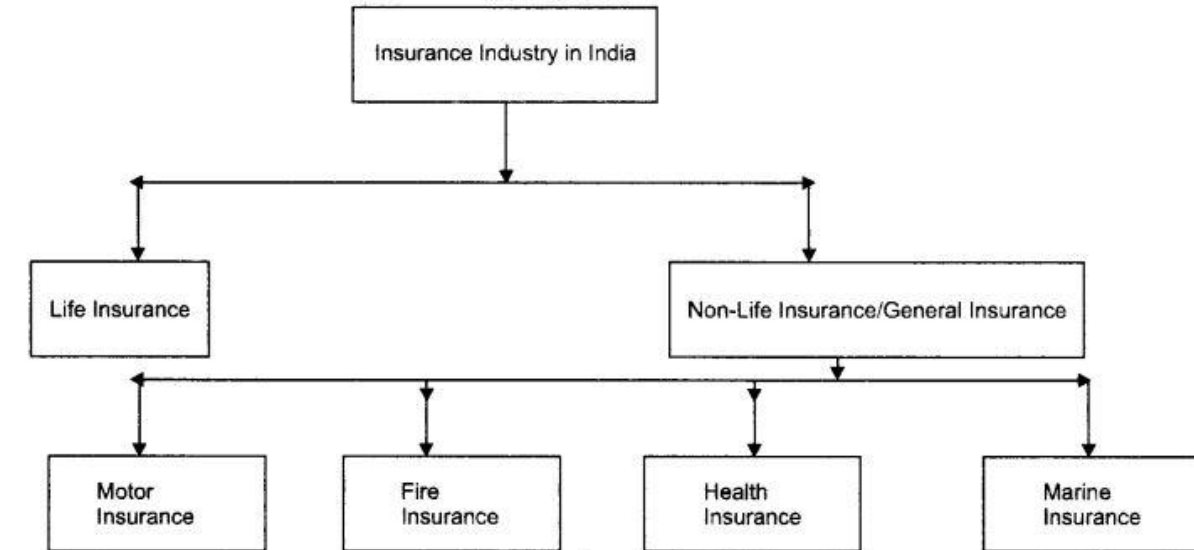 Insurance Industry in India
Life Insurance
Non-Life Insurance/General Insurance
Motor
Insurance
Fire
Insurance
Health
Insurance
Marine
Insurance